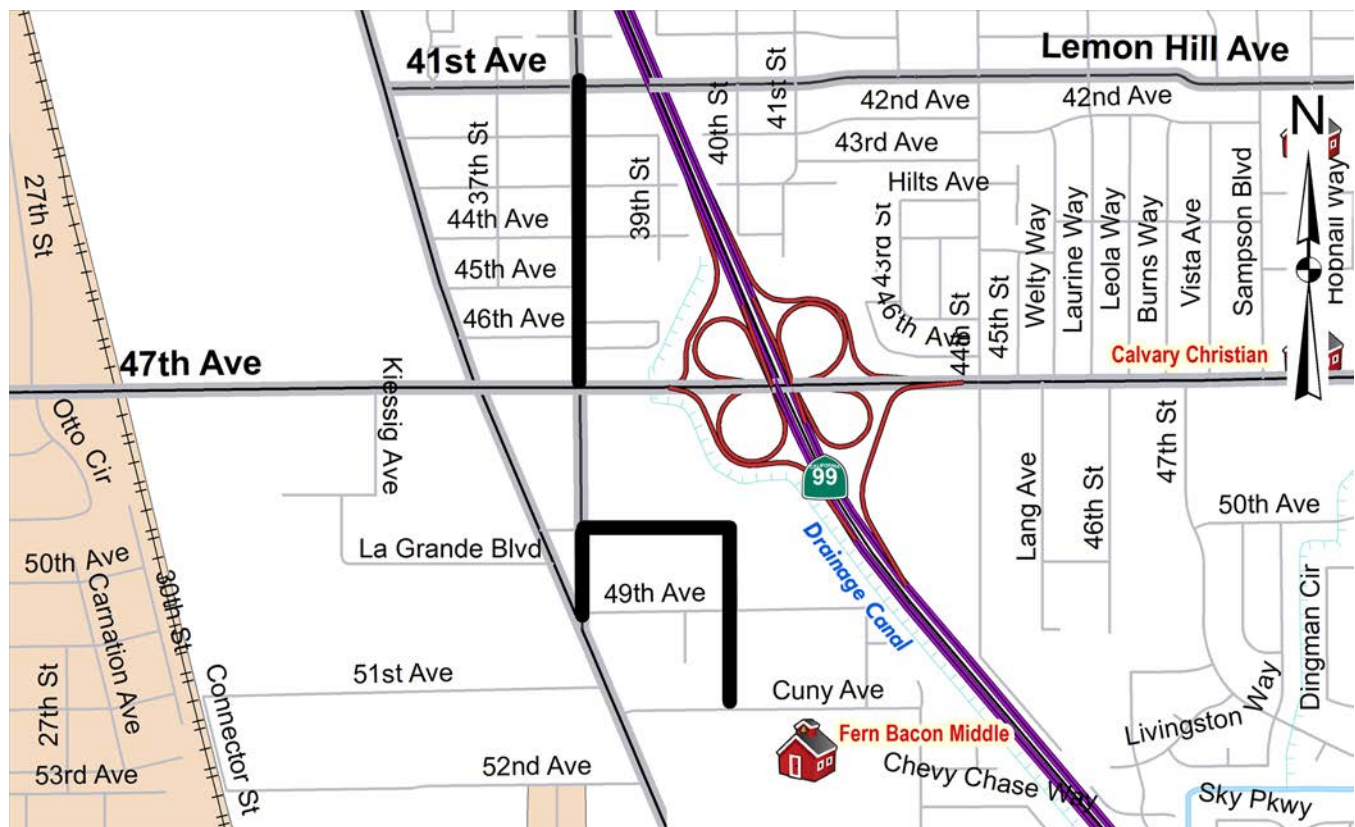 41st Ave
Lemon Hill Ave
42nd Ave
42nd Ave
43rd Ave
Hilts Ave
37th St
39th St
40th St
41st St
44th Ave
45th Ave
46th Ave
27th St
43rd St
46th Ave
44th St
45th St
Welty Way
Laurine Way
Leola Way
Burns Way
Vista Ave
Sampson Blvd
N
Hopnall Way
Calvary Christian
47th Ave
Kiessig Ave
Otto Cir
CALIFORNIA
99
Drainage Canal
Lang Ave
46th St
47th St
50th Ave
Dingman Cir
La Grande Blvd
49th Ave
50th Ave
Carnation Ave
30th St
27th St
51st Ave
Connector St
Cuny Ave
Fern Bacon Middle
Chevy Chase Way
Livingston Way
Sky Pkwy
52nd Ave
53rd Ave